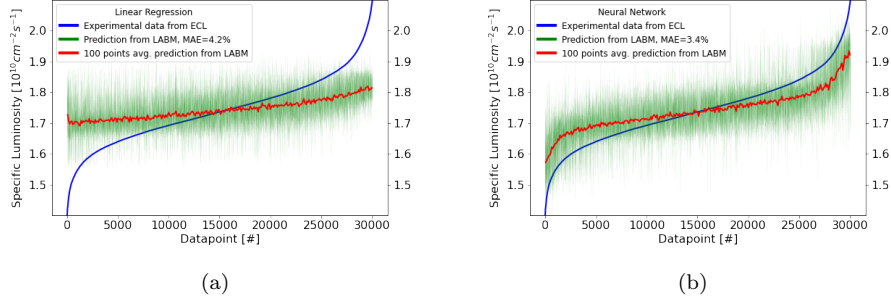 Linear Regression
Experimental data from ECL
Prediction from LABM, MAE=4.2%
100 points avg. prediction from LABM
Specific Luminosity [10^10 cm^-2 s^-1]
2.0
1.9
1.8
1.7
1.6
1.5
2.0
1.9
1.8
1.7
1.6
1.5
0 5000 10000 15000 20000 25000 30000
Datapoint [#]
(a)
Neural Network
Experimental data from ECL
Prediction from LABM, MAE=3.4%
100 points avg. prediction from LABM
Specific Luminosity [10^10 cm^-2 s^-1]
2.0
1.9
1.8
1.7
1.6
1.5
2.0
1.9
1.8
1.7
1.6
1.5
0 5000 10000 15000 20000 25000 30000
Datapoint [#]
(b)